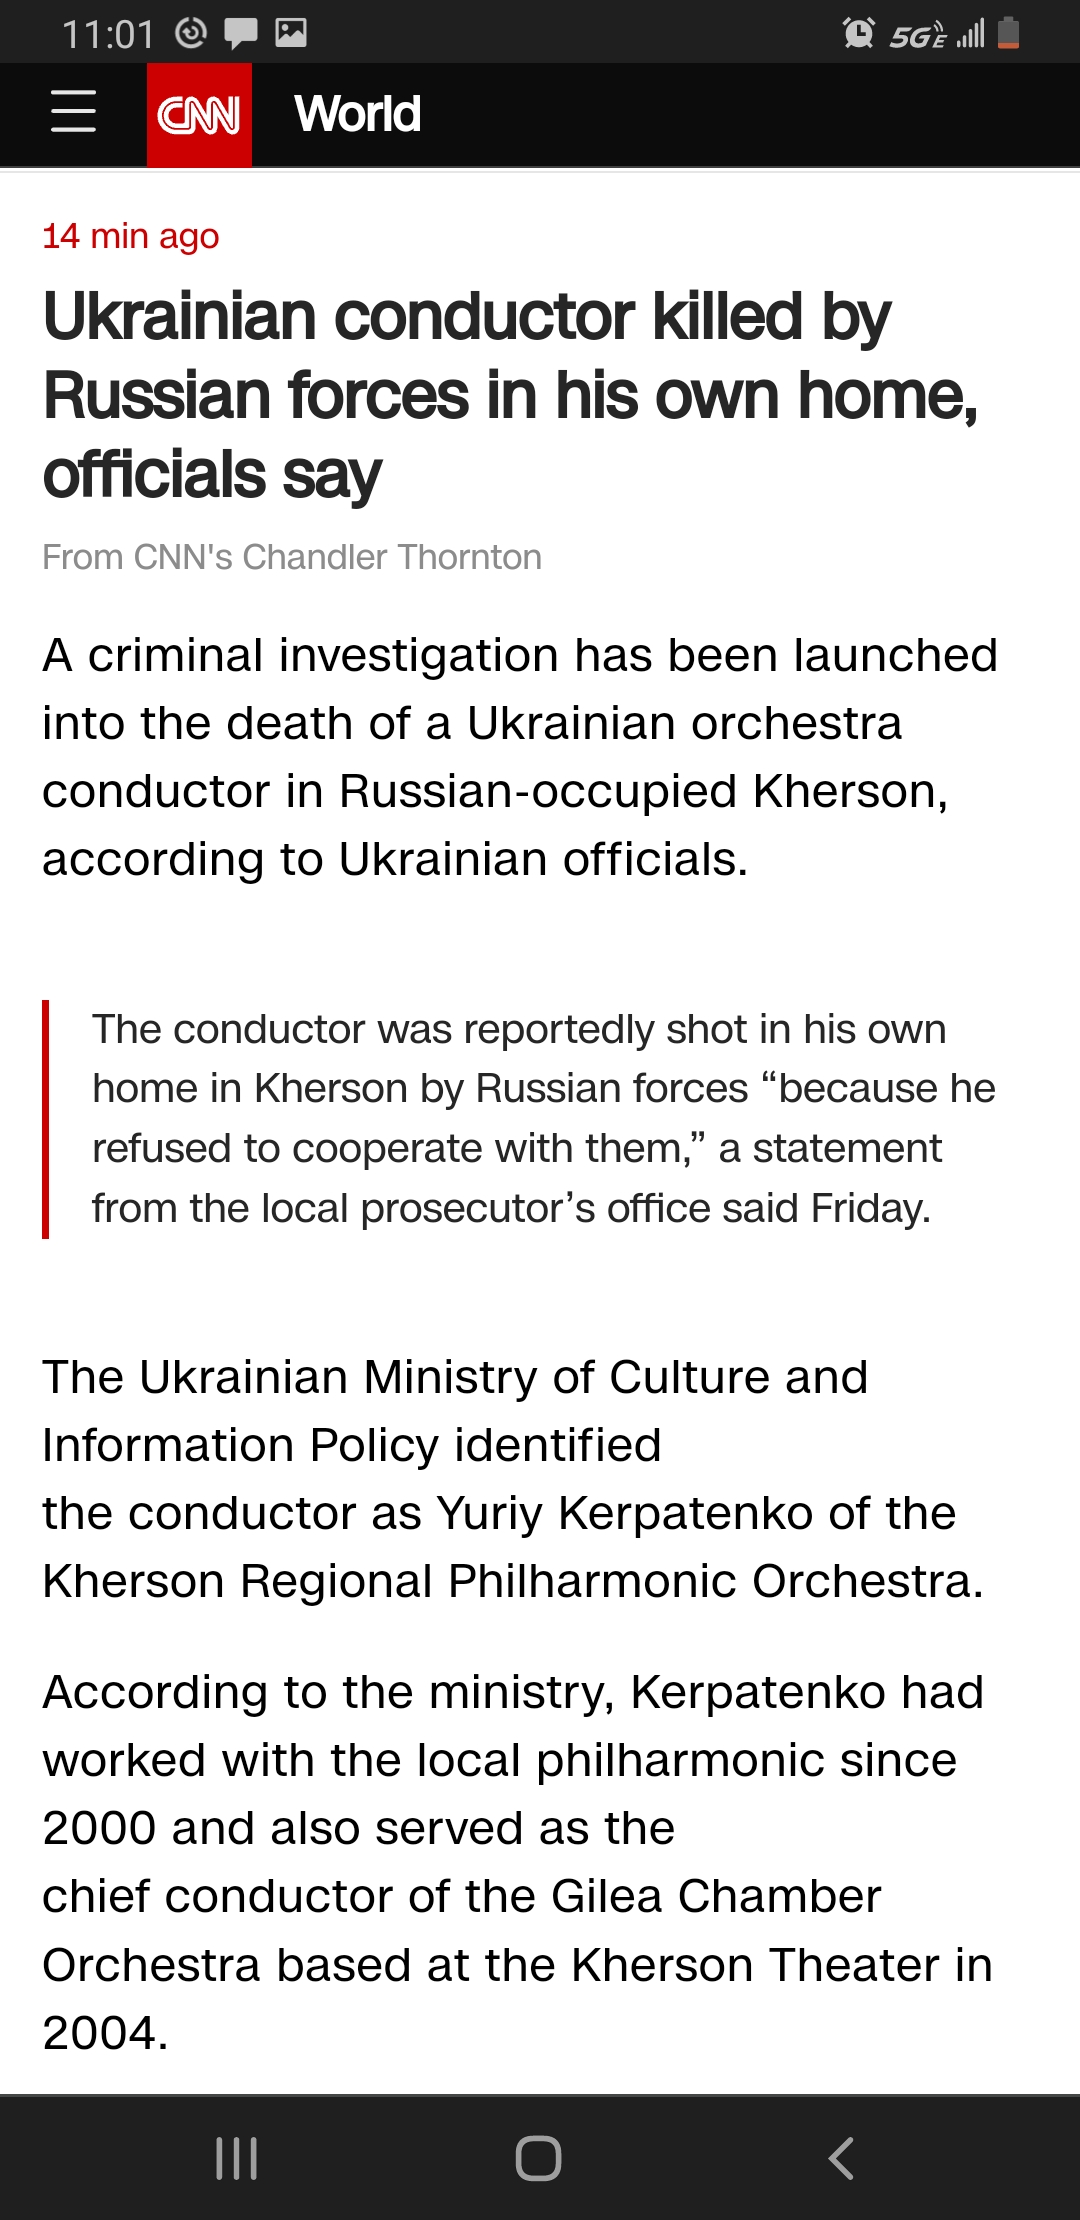 11:01
5GE
CNN World
14 min ago
Ukrainian conductor killed by
Russian forces in his own home,
officials say
From CNN's Chandler Thornton
A criminal investigation has been launched
into the death of a Ukrainian orchestra
conductor in Russian-occupied Kherson,
according to Ukrainian officials.
The conductor was reportedly shot in his own
home in Kherson by Russian forces “because he
refused to cooperate with them,” a statement
from the local prosecutor’s office said Friday.
The Ukrainian Ministry of Culture and
Information Policy identified
the conductor as Yuriy Kerpatenko of the
Kherson Regional Philharmonic Orchestra.
According to the ministry, Kerpatenko had
worked with the local philharmonic since
2000 and also served as the
chief conductor of the Gilea Chamber
Orchestra based at the Kherson Theater in
2004.